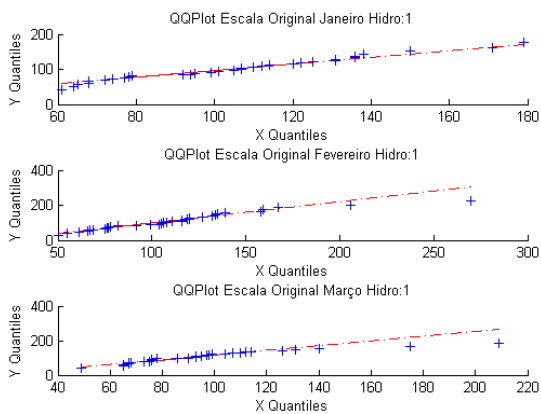 QQPlot Escala Original Janeiro Hidro:1
200
100
0
Y Quantiles
60 80 100 120 140 160 180
X Quantiles
QQPlot Escala Original Fevereiro Hidro:1
400
200
0
Y Quantiles
50 100 150 200 250 300
X Quantiles
QQPlot Escala Original Março Hidro:1
400
200
0
Y Quantiles
40 60 80 100 120 140 160 180 200 220
X Quantiles